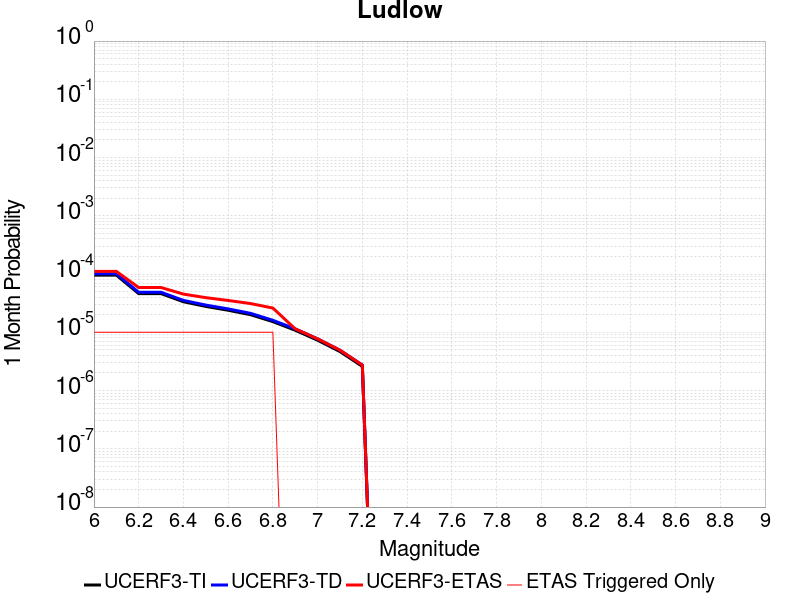 Ludlow
1 Month Probability
10^0
10^-1
10^-2
10^-3
10^-4
10^-5
10^-6
10^-7
10^-8
6 6.2 6.4 6.6 6.8 7 7.2 7.4 7.6 7.8 8 8.2 8.4 8.6 8.8 9
Magnitude
UCERF3-TI UCERF3-TD UCERF3-ETAS ETAS Triggered Only